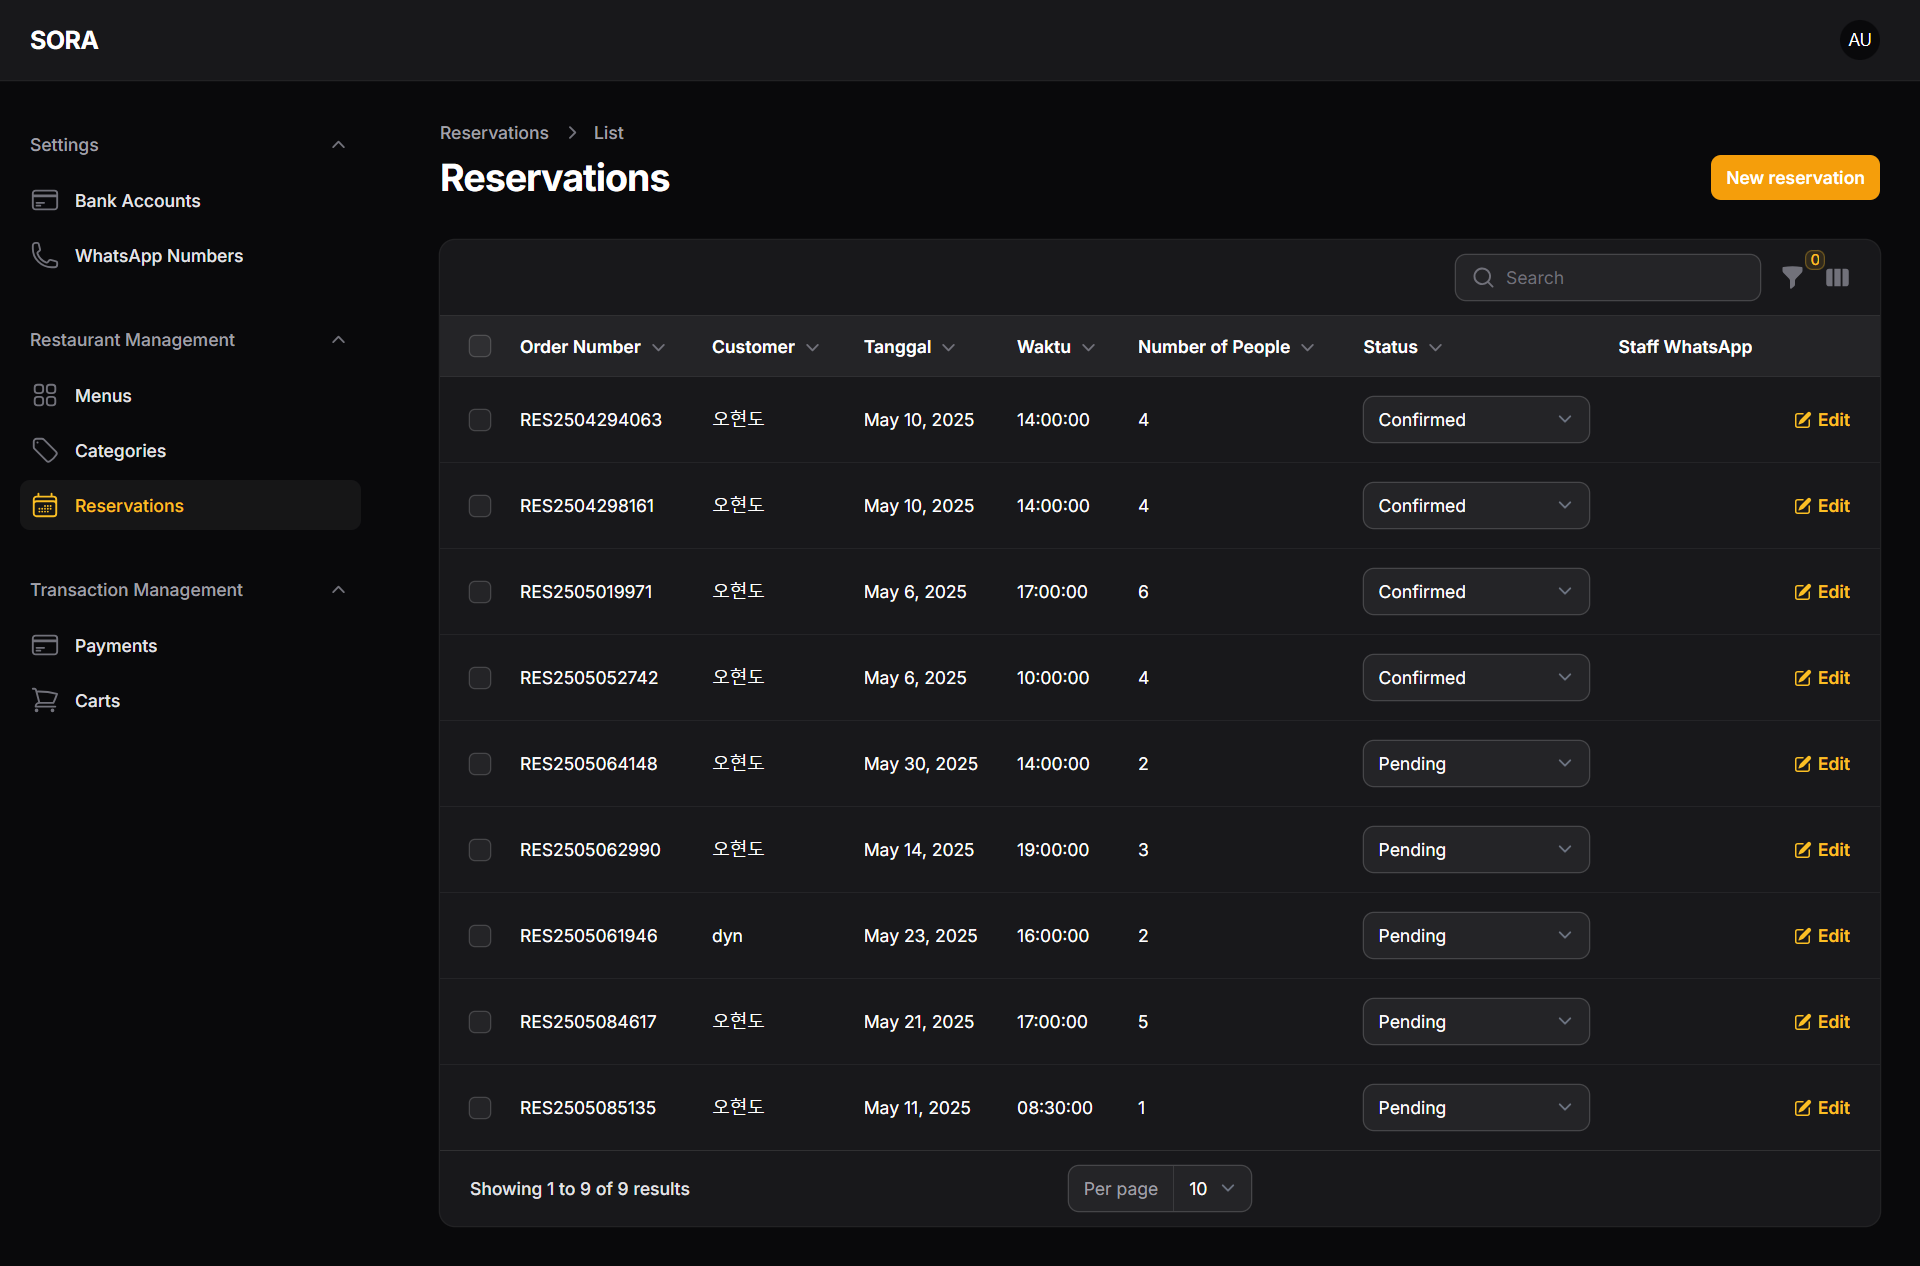 SORA
AU
Settings
Bank Accounts
WhatsApp Numbers
Restaurant Management
Menus
Categories
Reservations
Transaction Management
Payments
Carts
Reservations > List
Reservations
New reservation
Search
0
Order Number Customer Tanggal Waktu Number of People Status Staff WhatsApp
RES2504294063 오현도 May 10, 2025 14:00:00 4 Confirmed Edit
RES2504298161 오현도 May 10, 2025 14:00:00 4 Confirmed Edit
RES2505019971 오현도 May 6, 2025 17:00:00 6 Confirmed Edit
RES2505052742 오현도 May 6, 2025 10:00:00 4 Confirmed Edit
RES2505064148 오현도 May 30, 2025 14:00:00 2 Pending Edit
RES2505062990 오현도 May 14, 2025 19:00:00 3 Pending Edit
RES2505061946 dyn May 23, 2025 16:00:00 2 Pending Edit
RES2505084617 오현도 May 21, 2025 17:00:00 5 Pending Edit
RES2505085135 오현도 May 11, 2025 08:30:00 1 Pending Edit
Showing 1 to 9 of 9 results
Per page 10